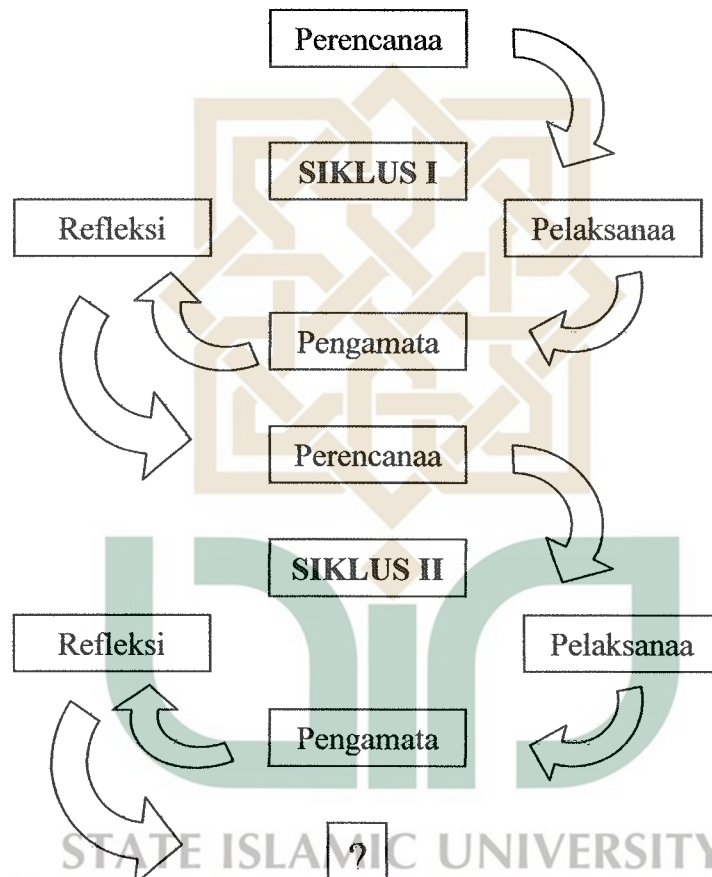 Perencanaa
SIKLUS I
Refleksi
Pelaksanaa
Pengamata
Perencanaa
SIKLUS II
Refleksi
Pelaksanaa
Pengamata
?
STATE ISLAMIC UNIVERSITY